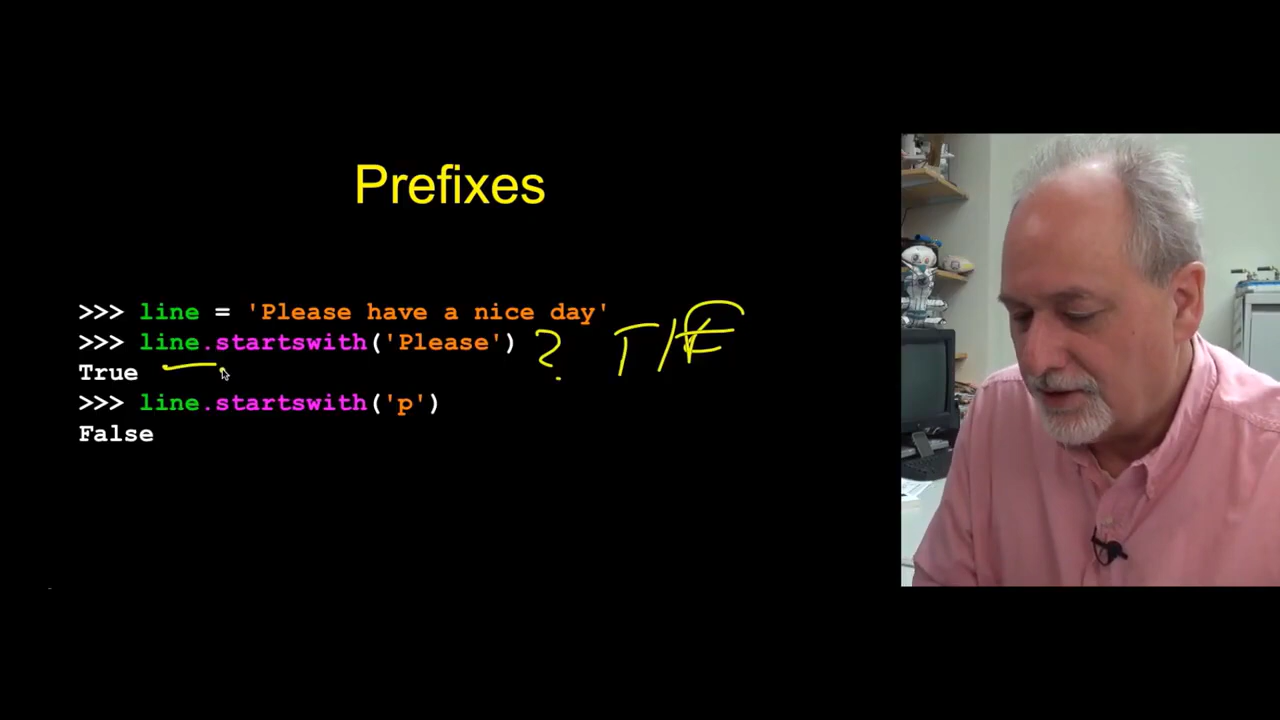 Prefixes
>>> line = 'Please have a nice day'
>>> line.startswith('Please') ? T/F
True
>>> line.startswith('p')
False